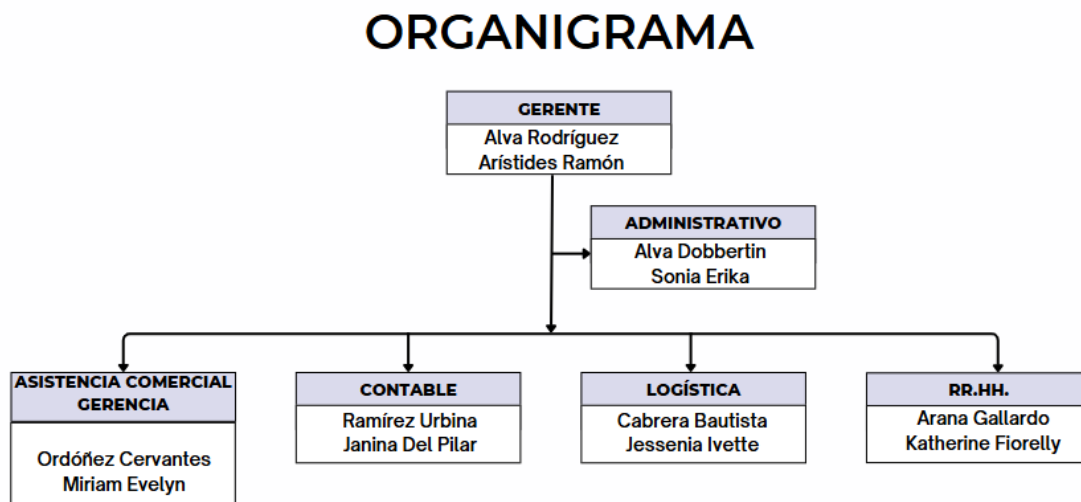 ORGANIGRAMA
GERENTE
Alva Rodríguez
Arístides Ramón
ADMINISTRATIVO
Alva Dobbertin
Sonia Erika
ASISTENCIA COMERCIAL
GERENCIA
Ordóñez Cervantes
Miriam Evelyn
CONTABLE
Ramírez Urbina
Janina Del Pilar
LOGÍSTICA
Cabrera Bautista
Jessenia Ivette
RR.HH.
Arana Gallardo
Katherine Fiorelly